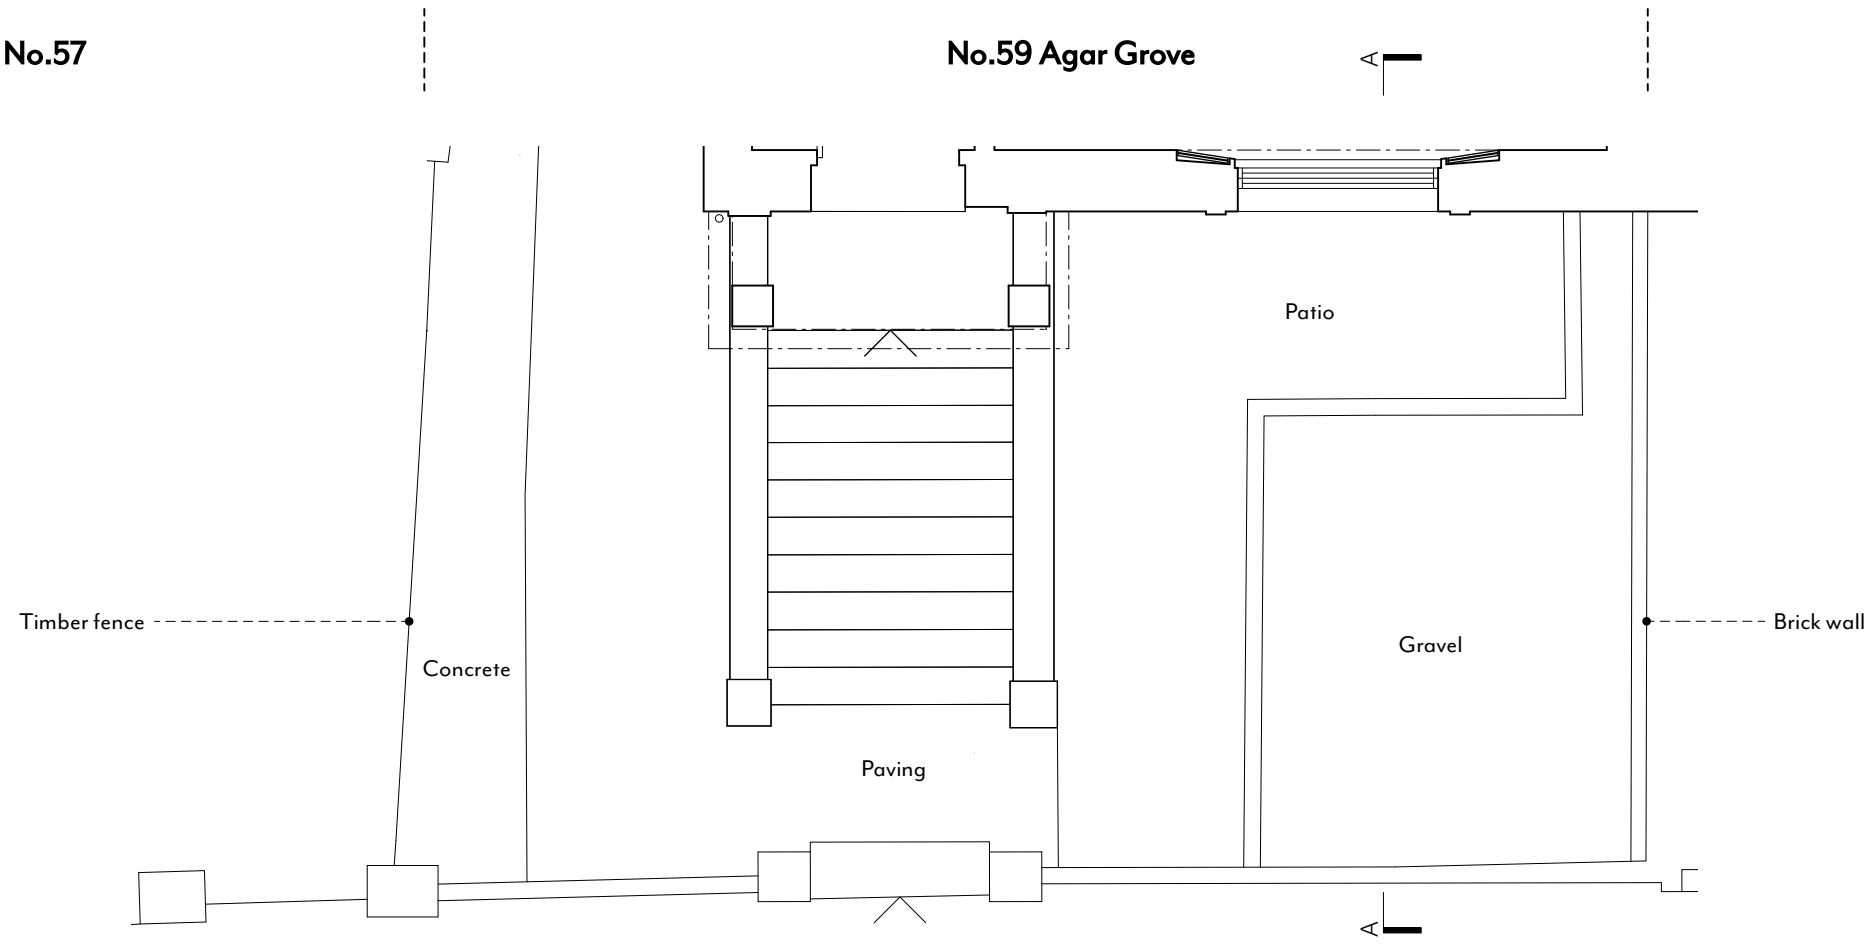 No.57
No.59 Agar Grove
A
Patio
Timber fence
Brick wall
Gravel
Concrete
Paving
A